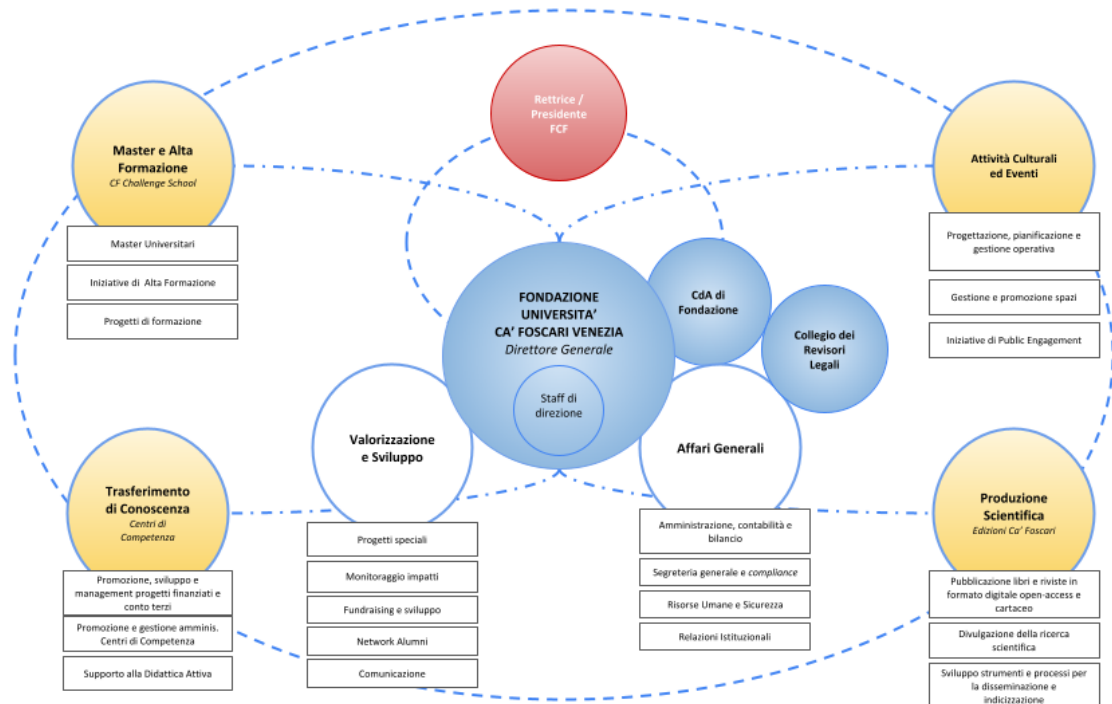 Rettrice /
Presidente
FCF
Master e Alta
Formazione
CF Challenge School
Master Universitari
Iniziative di Alta Formazione
Progetti di formazione
Attività Culturali
ed Eventi
Progettazione, pianificazione e
gestione operativa
Gestione e promozione spazi
Iniziative di Public Engagement
FONDAZIONE
UNIVERSITA’
CA’ FOSCARI VENEZIA
Direttore Generale
Staff di
direzione
CdA di
Fondazione
Collegio dei
Revisori
Legali
Valorizzazione
e Sviluppo
Progetti speciali
Monitoraggio impatti
Fundraising e sviluppo
Network Alumni
Comunicazione
Affari Generali
Amministrazione, contabilità e
bilancio
Segreteria generale e compliance
Risorse Umane e Sicurezza
Relazioni Istituzionali
Trasferimento
di Conoscenza
Centri di
Competenza
Promozione, sviluppo e
management progetti finanziati e
conto terzi
Promozione e gestione amminis.
Centri di Competenza
Supporto alla Didattica Attiva
Produzione
Scientifica
Edizioni Ca’ Foscari
Pubblicazione libri e riviste in
formato digitale open-access e
cartaceo
Divulgazione della ricerca
scientifica
Sviluppo strumenti e processi per
la disseminazione e
indicizzazione